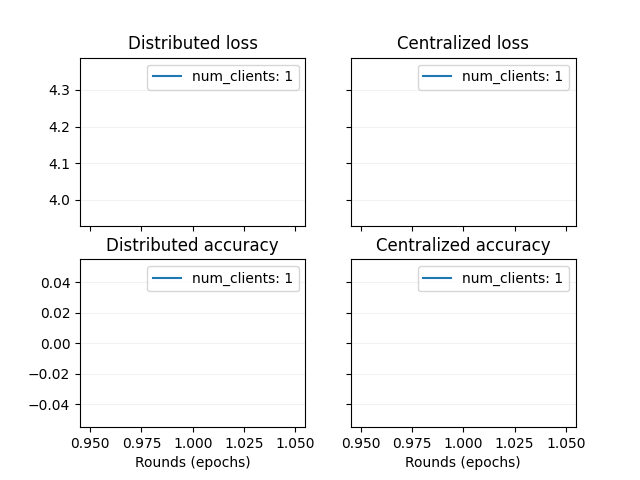 Distributed loss
Centralized loss
num_clients: 1
num_clients: 1
4.3
4.2
4.1
4.0
Distributed accuracy
Centralized accuracy
num_clients: 1
num_clients: 1
0.04
0.02
0.00
−0.02
−0.04
0.950 0.975 1.000 1.025 1.050
0.950 0.975 1.000 1.025 1.050
Rounds (epochs)
Rounds (epochs)